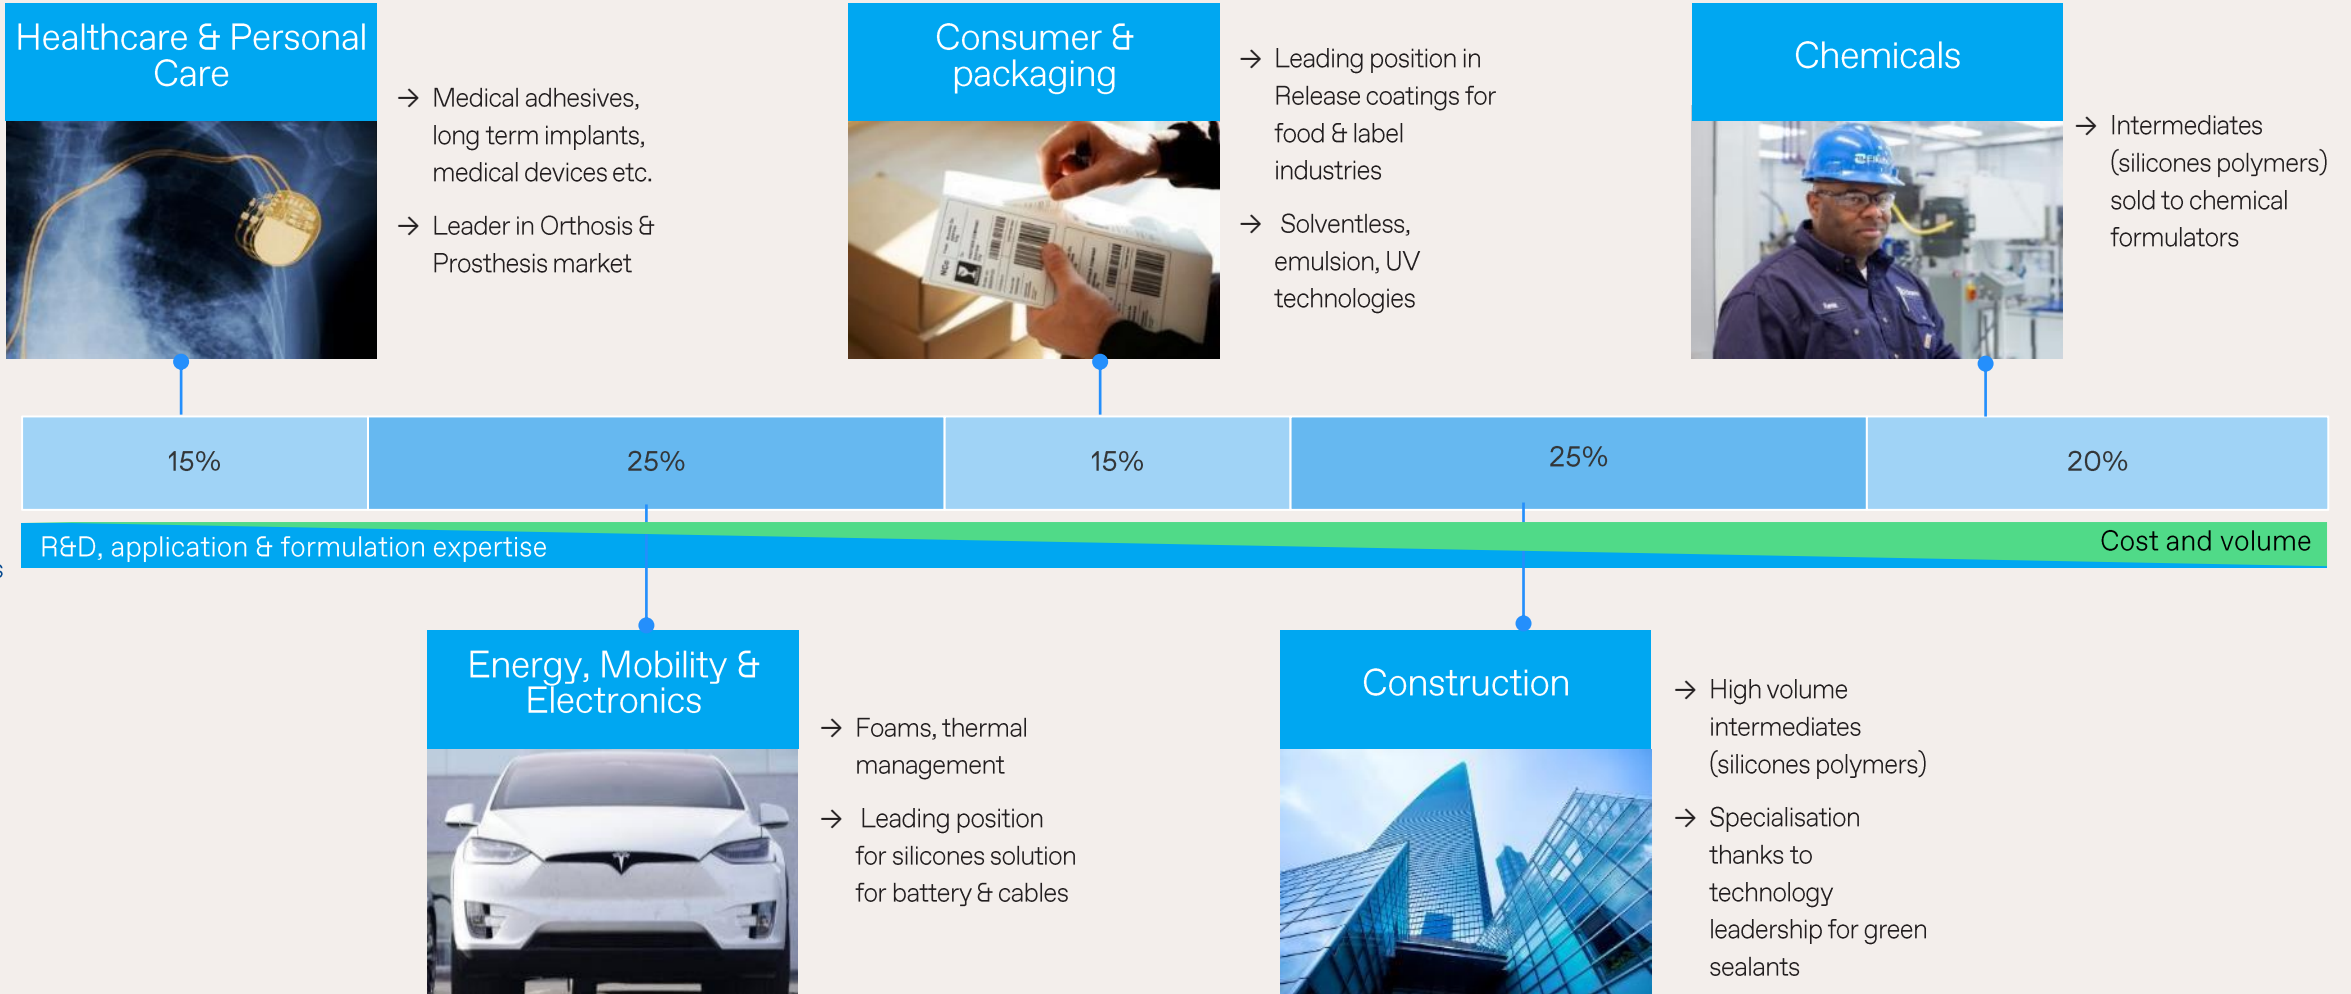 Healthcare & Personal
Care
→ Medical adhesives,
long term implants,
medical devices etc.
→ Leader in Orthosis &
Prosthesis market
Consumer &
packaging
→ Leading position in
Release coatings for
food & label
industries
→ Solventless,
emulsion, UV
technologies
Chemicals
→ Intermediates
(silicones polymers)
sold to chemical
formulators
15%
25%
15%
25%
20%
R&D, application & formulation expertise
Cost and volume
s
Energy, Mobility &
Electronics
→ Foams, thermal
management
→ Leading position
for silicones solution
for battery & cables
Construction
→ High volume
intermediates
(silicones polymers)
→ Specialisation
thanks to
technology
leadership for green
sealants